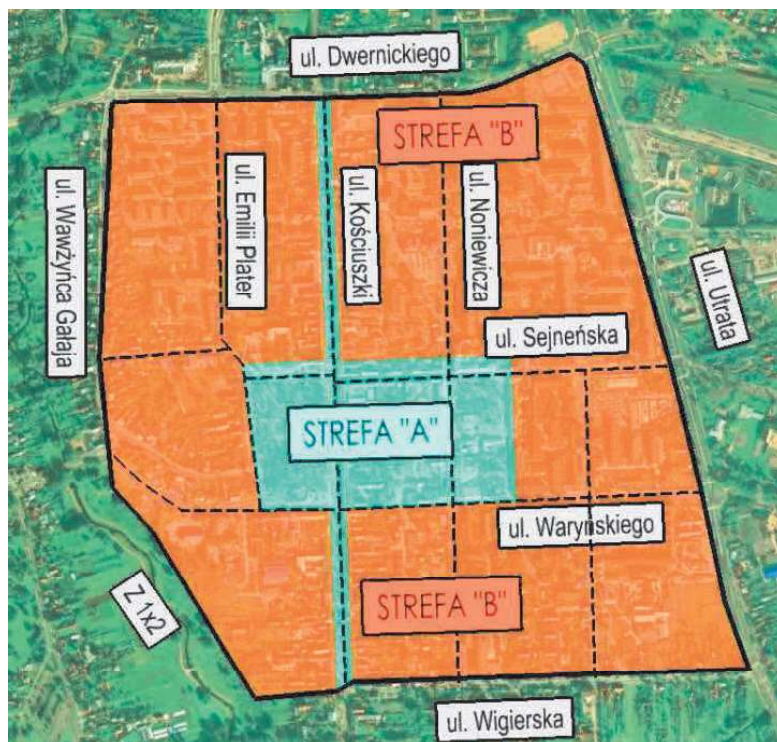 ul. Dwernickiego
STREFA "B"
ul. Wawżyńca Gałaja
ul. Emilii Plater
ul. Kościuszki
ul. Noniewicza
ul. Utrata
ul. Sejneńska
STREFA "A"
ul. Waryńskiego
Z 1x2
STREFA "B"
ul. Wigierska